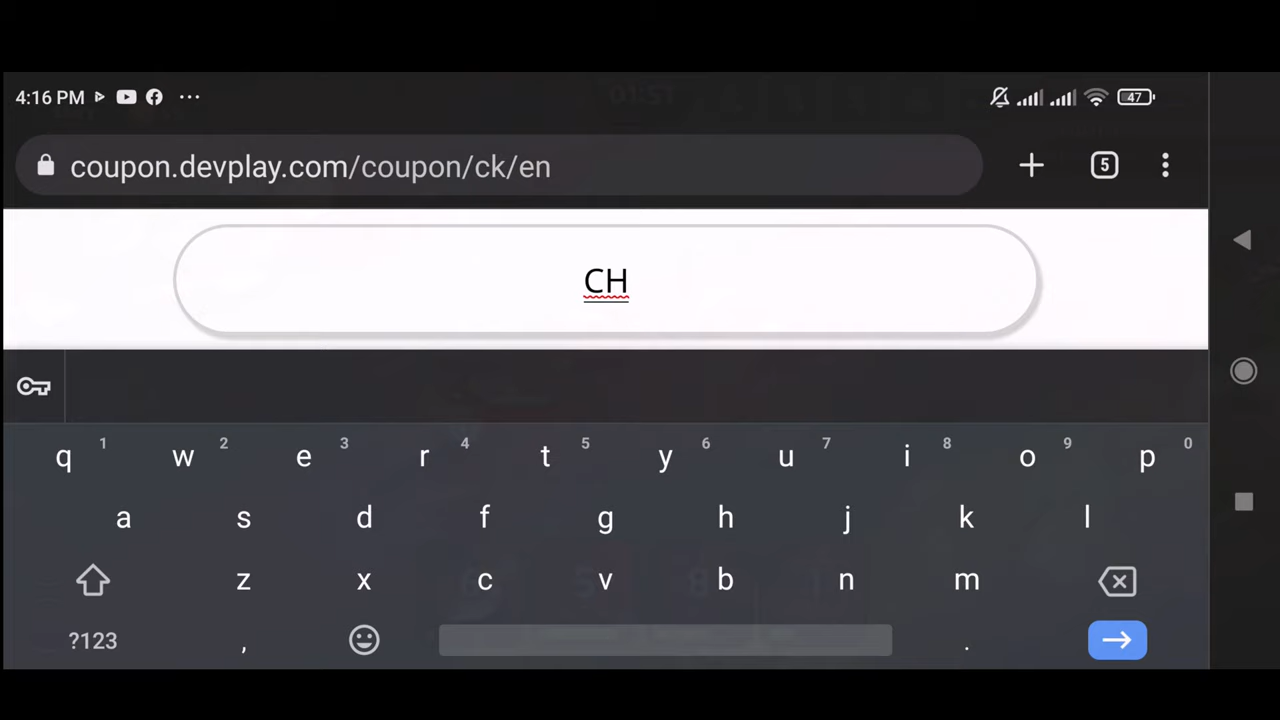 4:16 PM ... 47
coupon.devplay.com/coupon/ck/en 5
CH
q 1 w 2 e 3 r 4 t 5 y 6 u 7 i 8 o 9 p 0
a s d f g h j k l
z x c v b n m
?123 , .